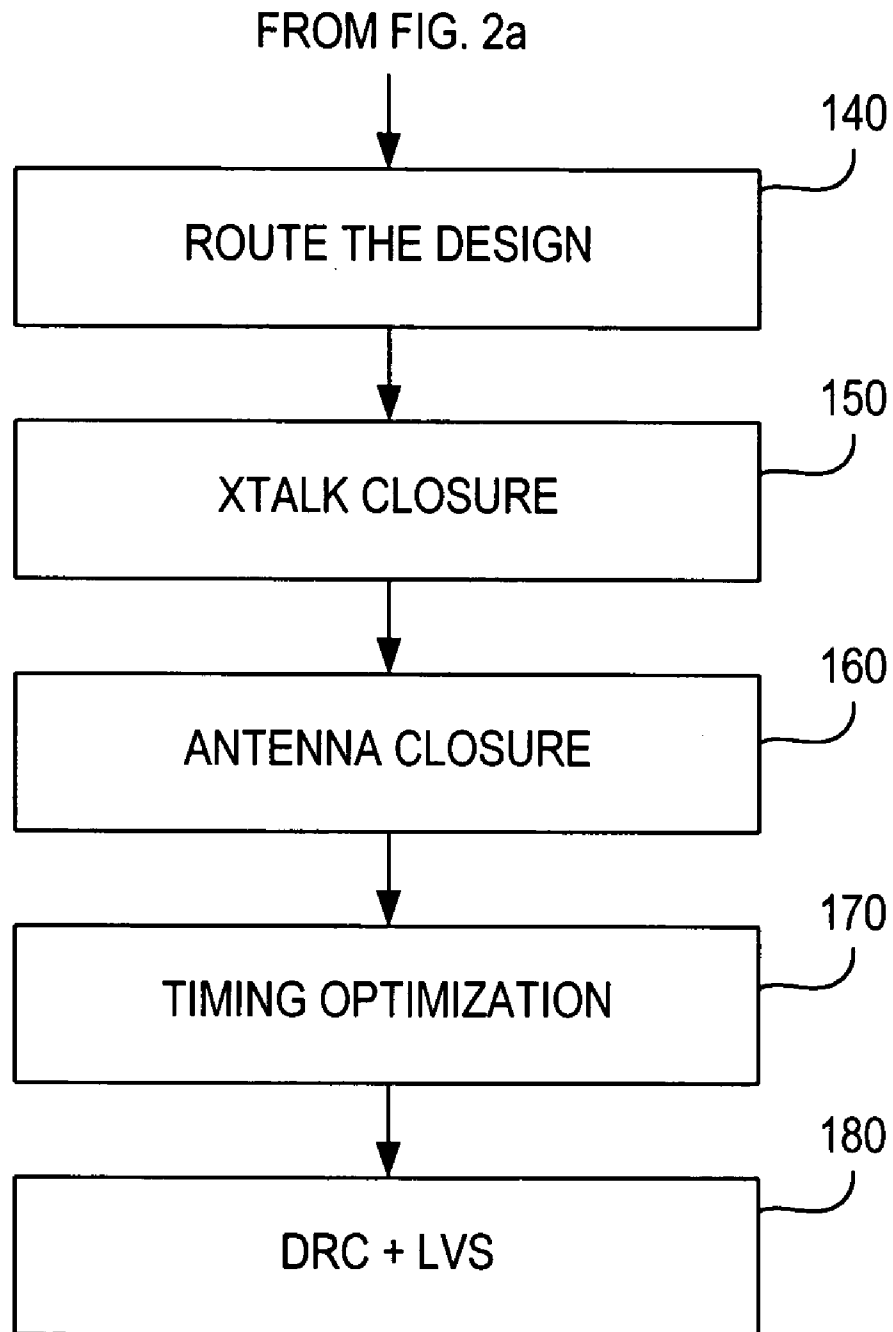 FROM FIG. 2a
140
ROUTE THE DESIGN
150
XTALK CLOSURE
160
ANTENNA CLOSURE
170
TIMING OPTIMIZATION
180
DRC + LVS